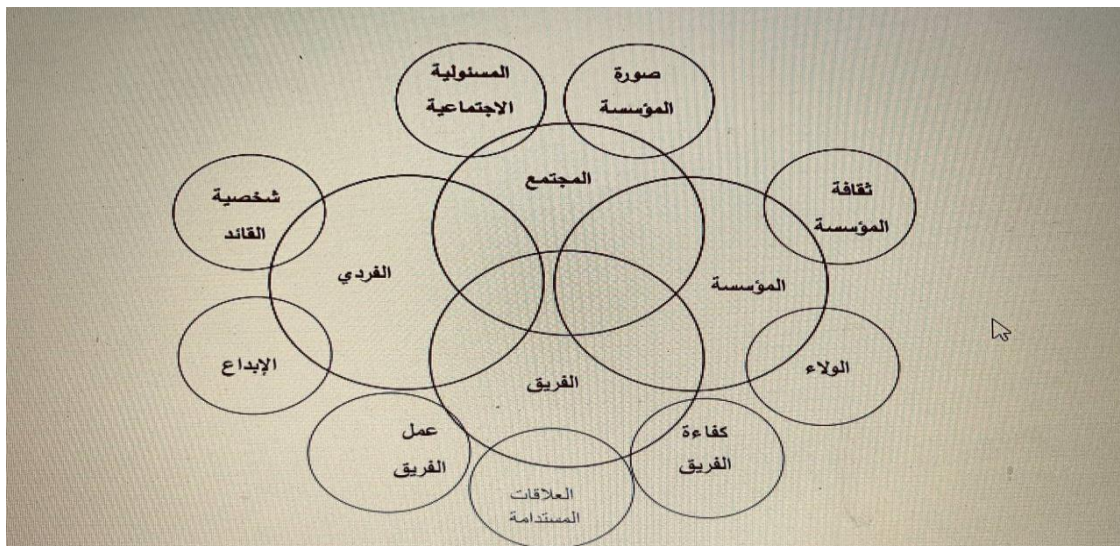 المسئولية
الاجتماعية
صورة
المؤسسة
المجتمع
ثقافة
المؤسسة
شخصية
القائد
الفردي
المؤسسة
الإبداع
الفريق
الولاء
عمل
الفريق
كفاءة
الفريق
العلاقات
المستدامة